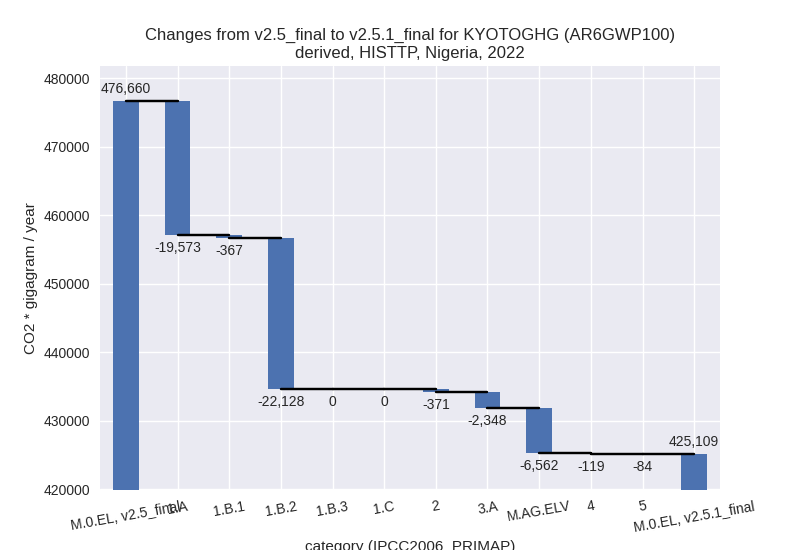 Changes from v2.5_final to v2.5.1_final for KYOTOGHG (AR6GWP100)
derived, HISTTP, Nigeria, 2022
CO2 * gigagram / year
480000
470000
460000
450000
440000
430000
420000
476,660
-19,573
-367
-22,128
0
0
-371
-2,348
-6,562
-119
-84
425,109
M.0.EL, v2.5_final
1.A
1.B.1
1.B.2
1.B.3
1.C
2
3.A
M.AG.ELV
4
5
M.0.EL, v2.5.1_final
category (IPCC2006_PRIMAP)